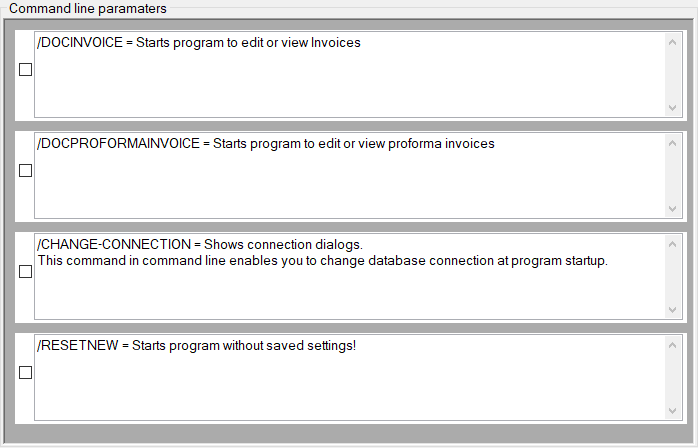 Command line paramaters
/DOCINVOICE = Starts program to edit or view Invoices
/DOCPROFORMAINVOICE = Starts program to edit or view proforma invoices
/CHANGE-CONNECTION = Shows connection dialogs.
This command in command line enables you to change database connection at program startup.
/RESETNEW = Starts program without saved settings!